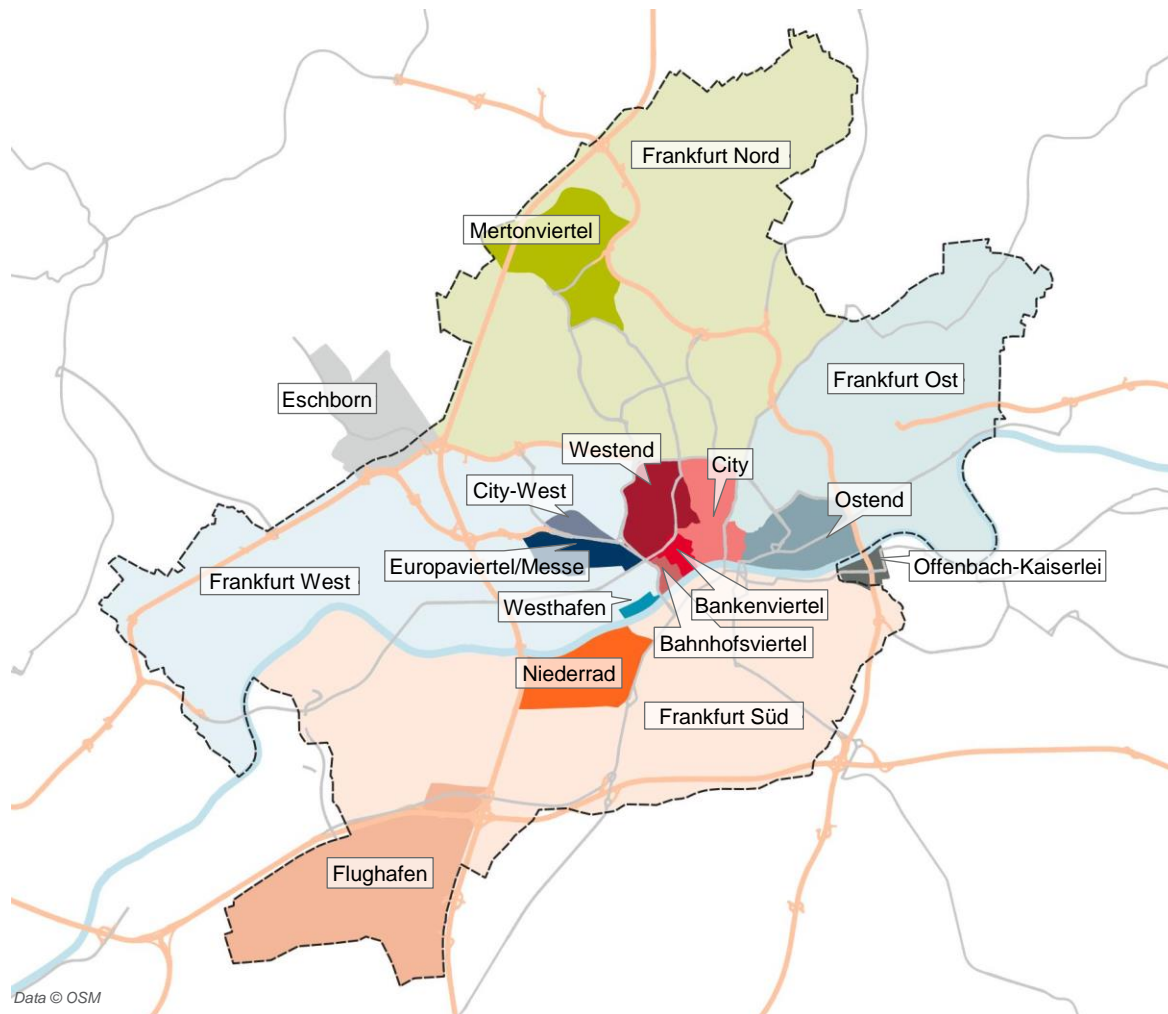 Frankfurt Nord
Mertonviertel
Frankfurt Ost
Eschborn
Westend
City
City-West
Ostend
Europaviertel/Messe
Offenbach-Kaiserlei
Frankfurt West
Westhafen
Bankenviertel
Bahnhofsviertel
Niederrad
Frankfurt Süd
Flughafen
Data © OSM